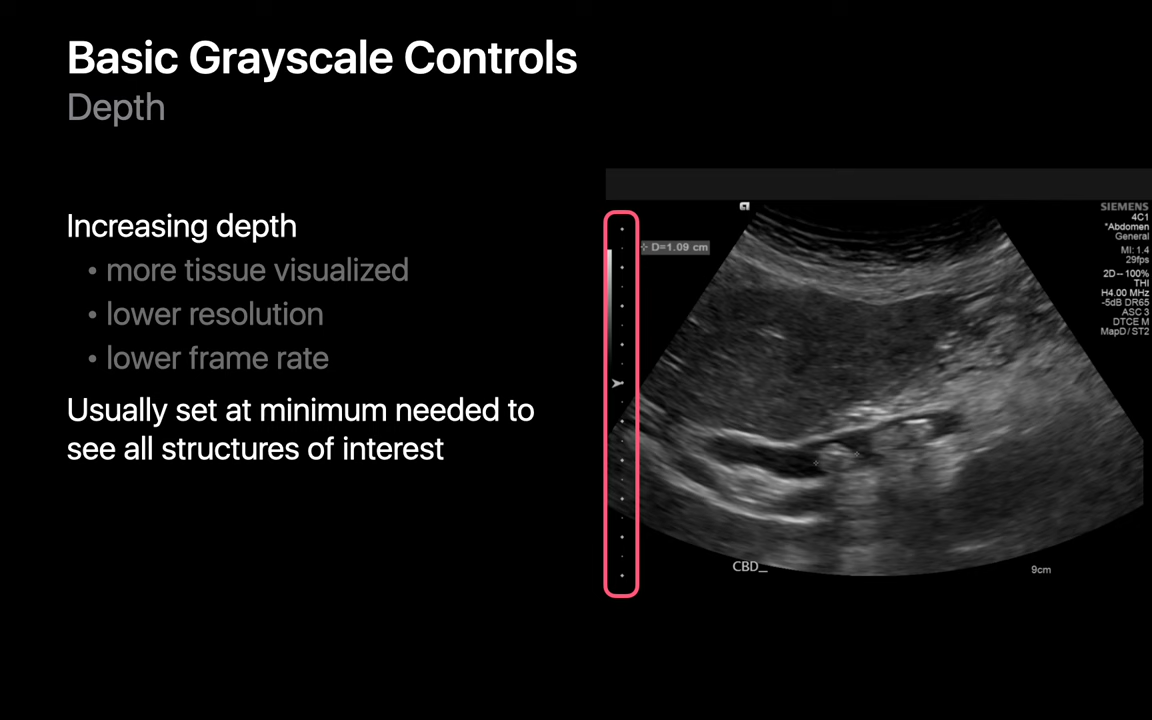 Basic Grayscale Controls
Depth
Increasing depth
• more tissue visualized
• lower resolution
• lower frame rate
Usually set at minimum needed to
see all structures of interest
D=1.09 cm
SIEMENS
4C1
"Abdomen
General
MI: 1.4
29fps
2D--100%
THI
H4.00 MHz
-5dB DR65
ASC 3
DTCE M
MapD/ST2
CBD_
9cm